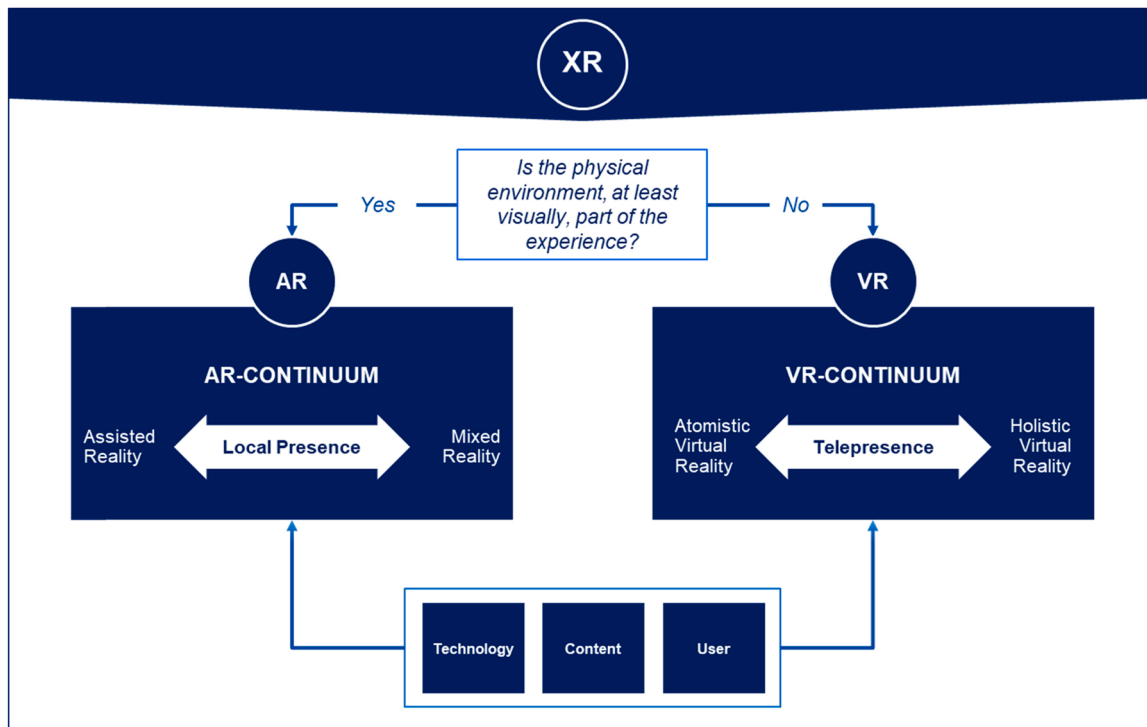 XR
Is the physical
environment, at least
visually, part of the
experience?
Yes
No
AR
VR
AR-CONTINUUM
Assisted
Reality
Local Presence
Mixed
Reality
VR-CONTINUUM
Atomistic
Virtual
Reality
Telepresence
Holistic
Virtual
Reality
Technology
Content
User